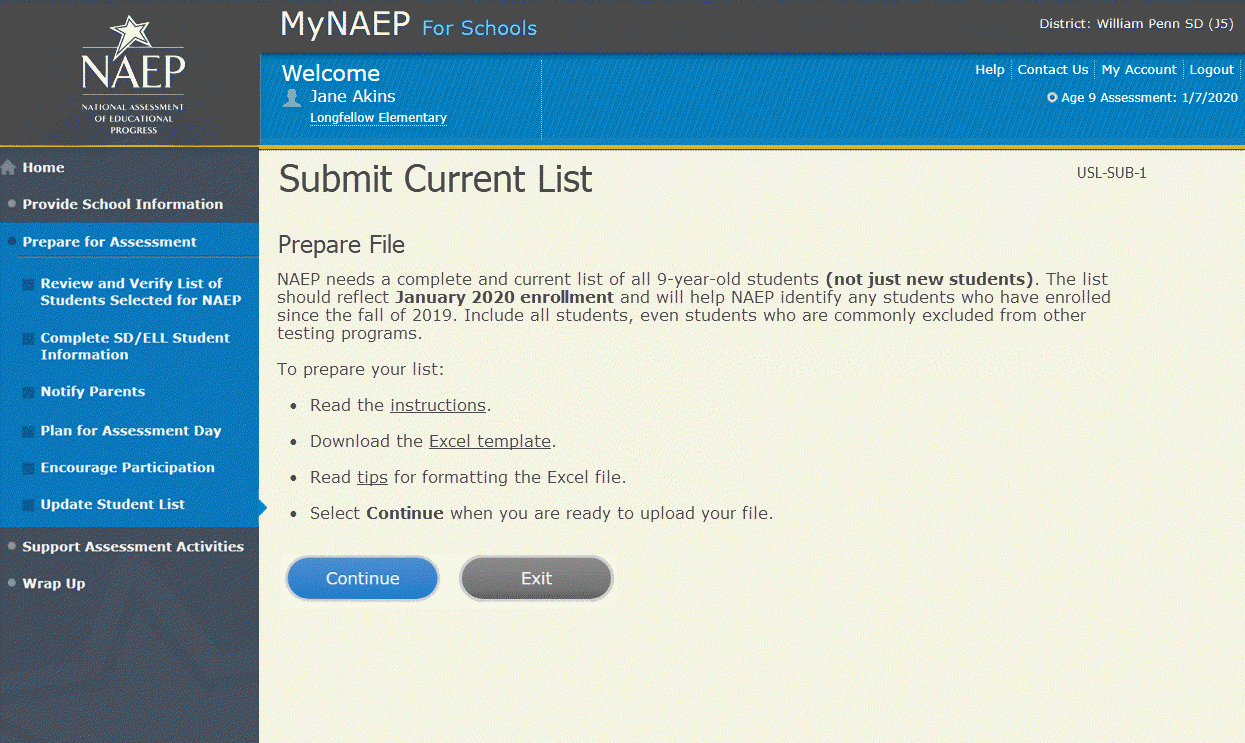 NAEP
NATIONAL ASSESSMENT
OF EDUCATIONAL
PROGRESS
MyNAEP For Schools
District: William Penn SD (J5)
Welcome
Jane Akins
Longfellow Elementary
Help Contact Us My Account Logout
Age 9 Assessment: 1/7/2020
Home
Provide School Information
Prepare for Assessment
Review and Verify List of
Students Selected for NAEP
Complete SD/ELL Student
Information
Notify Parents
Plan for Assessment Day
Encourage Participation
Update Student List
Support Assessment Activities
Wrap Up
Submit Current List
USL-SUB-1
Prepare File
NAEP needs a complete and current list of all 9-year-old students (not just new students). The list
should reflect January 2020 enrollment and will help NAEP identify any students who have enrolled
since the fall of 2019. Include all students, even students who are commonly excluded from other
testing programs.
To prepare your list:
• Read the instructions.
• Download the Excel template.
• Read tips for formatting the Excel file.
• Select Continue when you are ready to upload your file.
Continue Exit